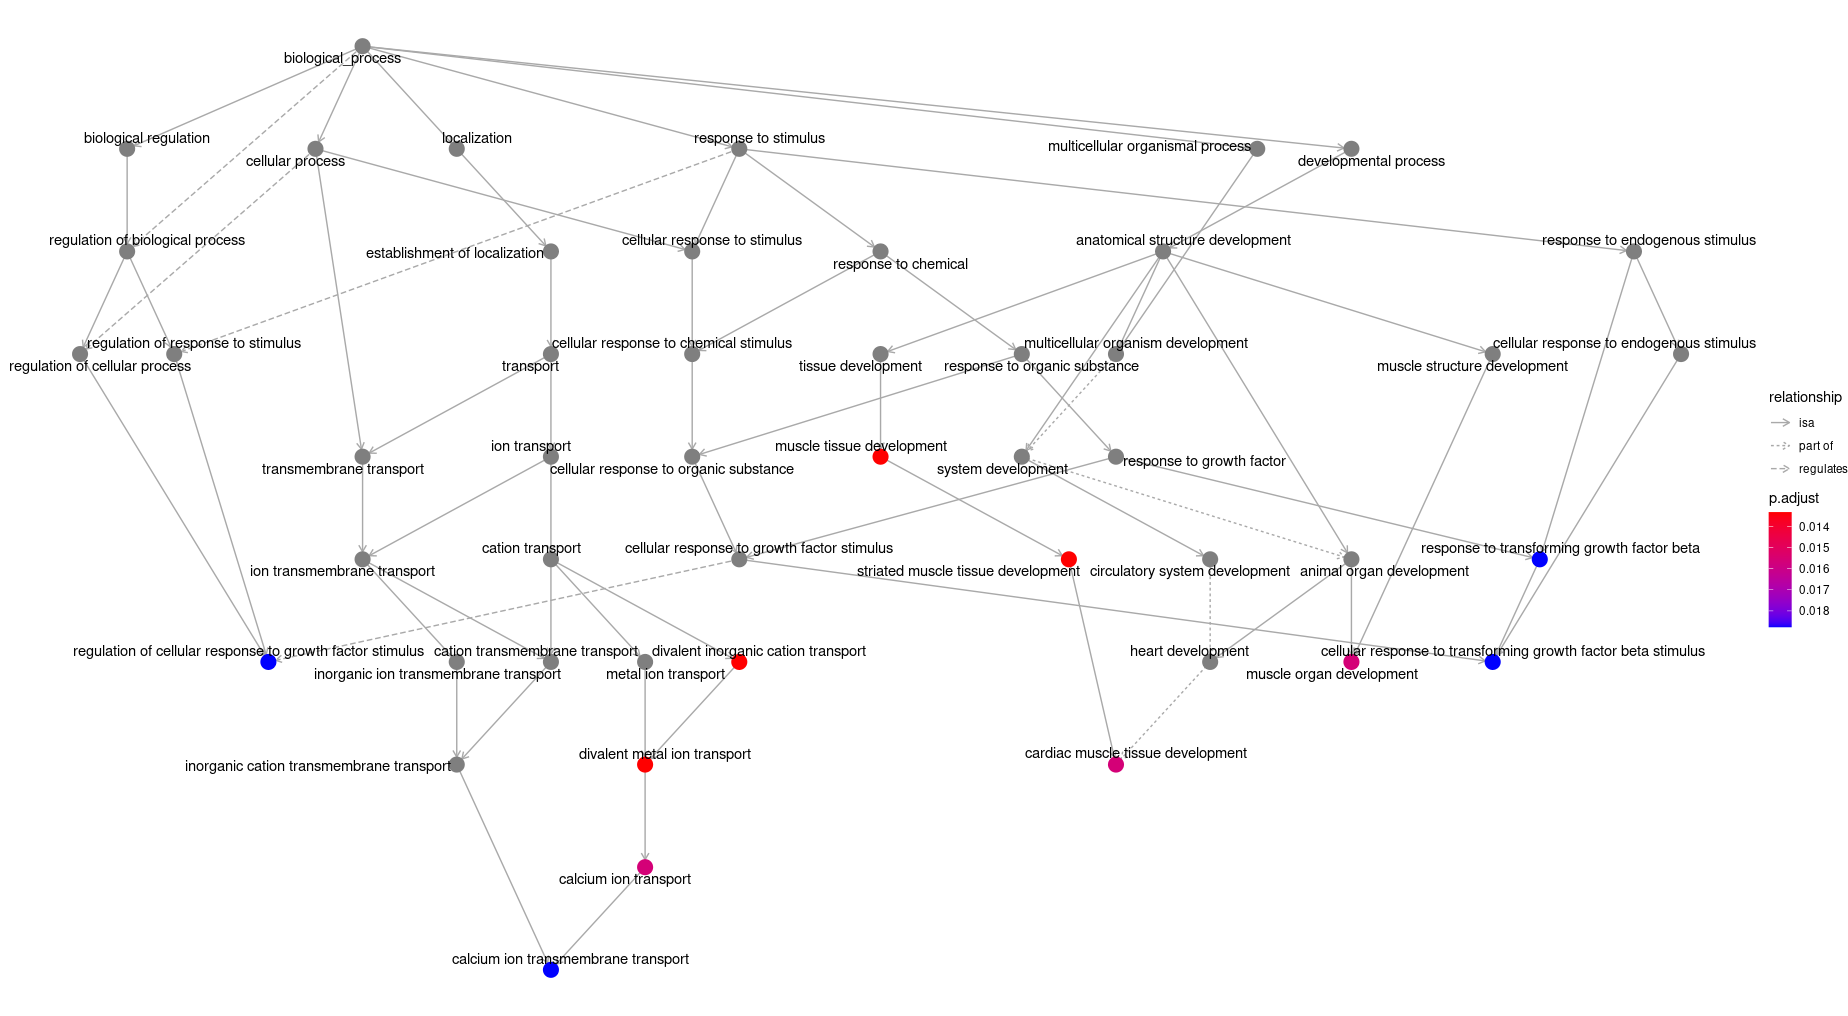 biological_process
biological regulation
localization
response to stimulus
multicellular organismal process
cellular process
developmental process
regulation of biological process
establishment of localization
cellular response to stimulus
response to chemical
anatomical structure development
response to endogenous stimulus
regulation of response to stimulus
regulation of cellular process
cellular response to chemical stimulus
transport
tissue development
multicellular organism development
response to organic substance
cellular response to endogenous stimulus
muscle structure development
relationship
isa
part of
regulates
p.adjust
0.014
0.015
0.016
0.017
0.018
ion transport
transmembrane transport
cellular response to organic substance
muscle tissue development
system development
response to growth factor
cation transport
ion transmembrane transport
cellular response to growth factor stimulus
striated muscle tissue development
circulatory system development
animal organ development
response to transforming growth factor beta
regulation of cellular response to growth factor stimulus
cation transmembrane transport
divalent inorganic cation transport
inorganic ion transmembrane transport
metal ion transport
heart development
cellular response to transforming growth factor beta stimulus
muscle organ development
inorganic cation transmembrane transport
divalent metal ion transport
cardiac muscle tissue development
calcium ion transport
calcium ion transmembrane transport